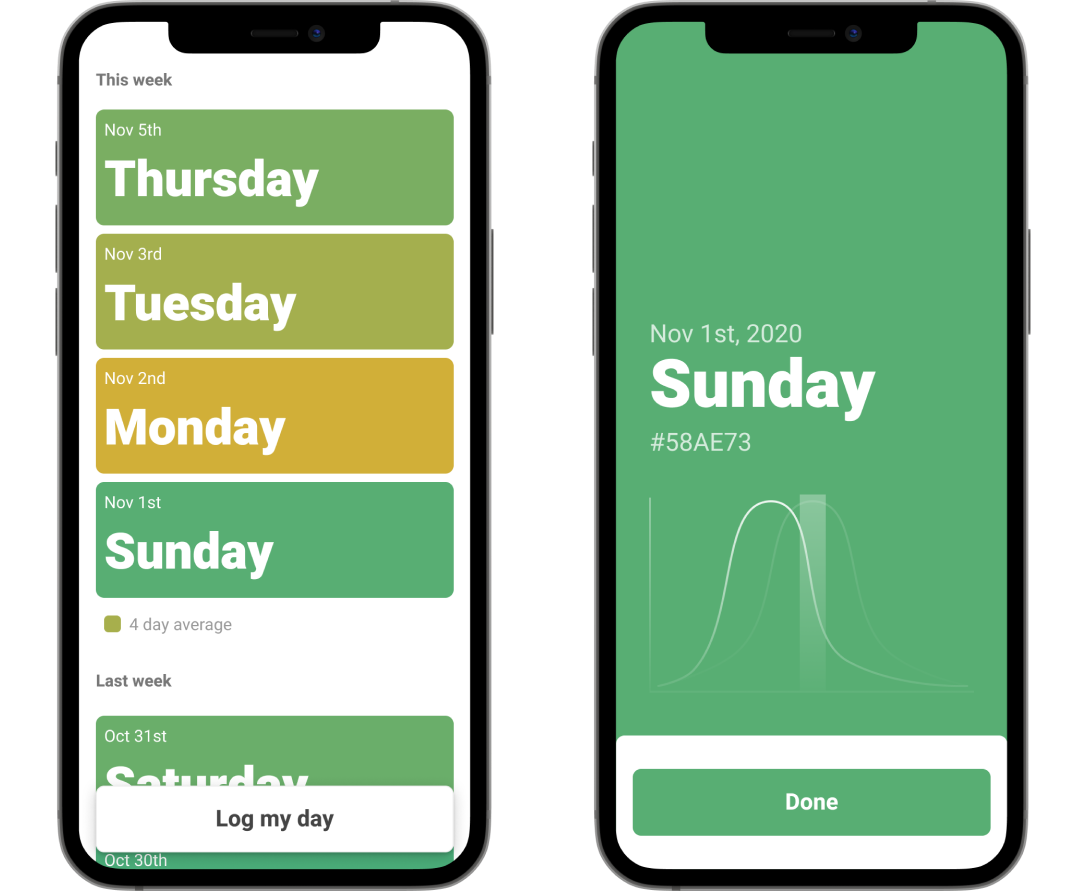 This week
Nov 5th
Thursday
Nov 3rd
Tuesday
Nov 2nd
Monday
Nov 1st
Sunday
4 day average
Last week
Oct 31st
Saturday
Log my day
Oct 30th
Nov 1st, 2020
Sunday
#58AE73
Done